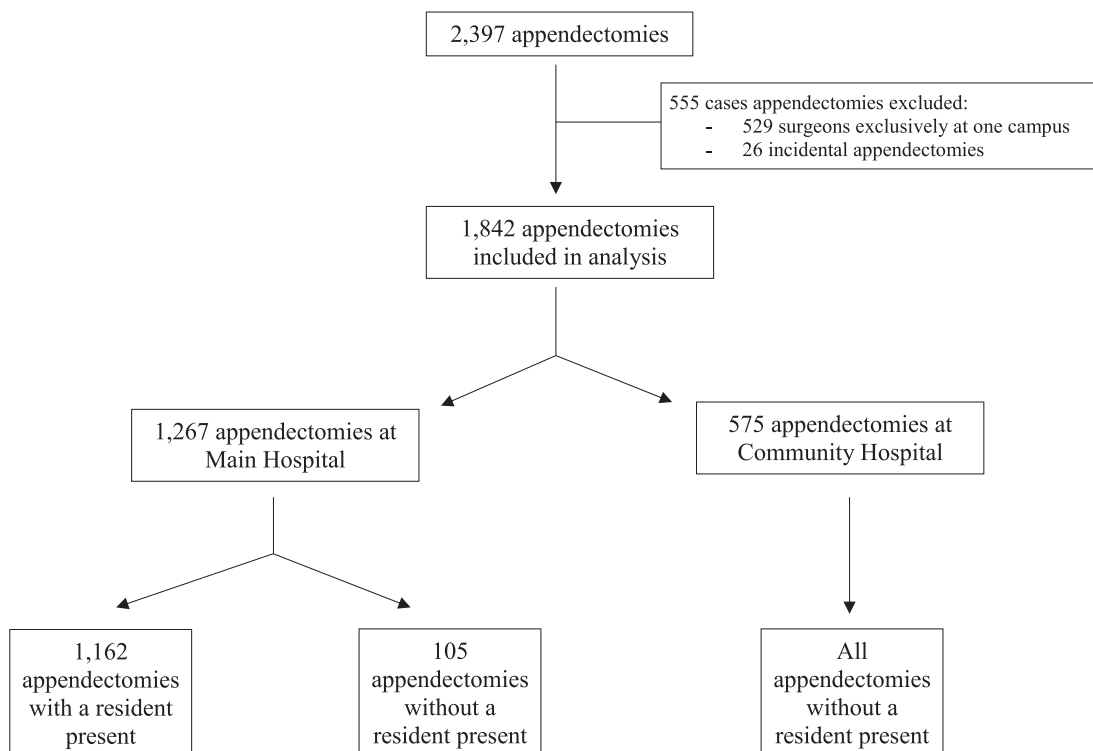 2,397 appendectomies
555 cases appendectomies excluded:
- 529 surgeons exclusively at one campus
- 26 incidental appendectomies
1,842 appendectomies
included in analysis
1,267 appendectomies at
Main Hospital
575 appendectomies at
Community Hospital
1,162
appendectomies
with a resident
present
105
appendectomies
without a
resident present
All
appendectomies
without a
resident present